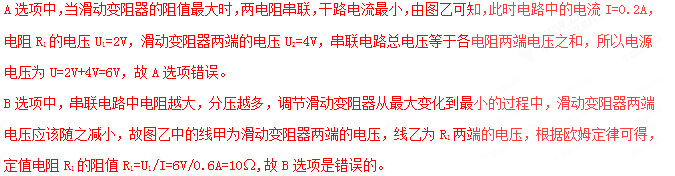 A 选项中,当滑动变阻器的阻值最大时,两电阻串联,干路电流最小,由图乙可知,此时电路中的电流 I=0.2A,
电阻 R₁的电压 U₁=2V,滑动变阻器两端的电压 U₂=4V,串联电路总电压等于各电阻两端电压之和,所以电源
电压为 U=2V+4V=6V,故 A 选项错误。
B 选项中,串联电路中电阻越大,分压越多,调节滑动变阻器从最大变化到最小的过程中,滑动变阻器两端
电压应该随之减小,故图乙中的线甲为滑动变阻器两端的电压,线乙为 R₁两端的电压,根据欧姆定律可得,
定值电阻 R₁的阻值 R₁=U₁/I=6V/0.6A=10Ω,故 B 选项是错误的。